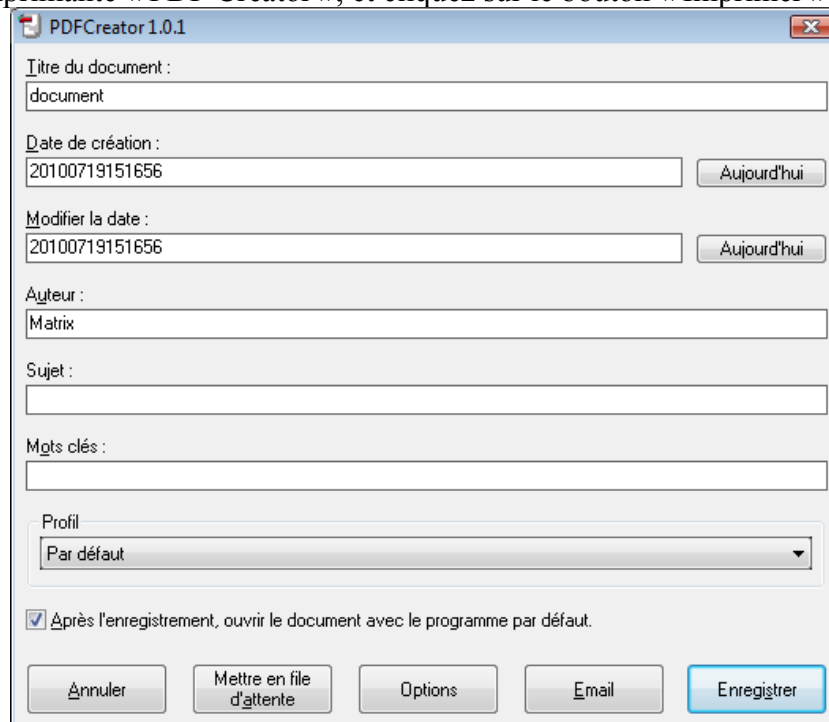 PDFCreator 1.0.1
Titre du document :
document
Date de création :
20100719151656
Aujourd'hui
Modifier la date :
20100719151656
Aujourd'hui
Auteur :
Matrix
Sujet :
Mots clés :
Profil
Par défaut
Après l'enregistrement, ouvrir le document avec le programme par défaut.
Annuler
Mettre en file
d'attente
Options
Email
Enregistrer